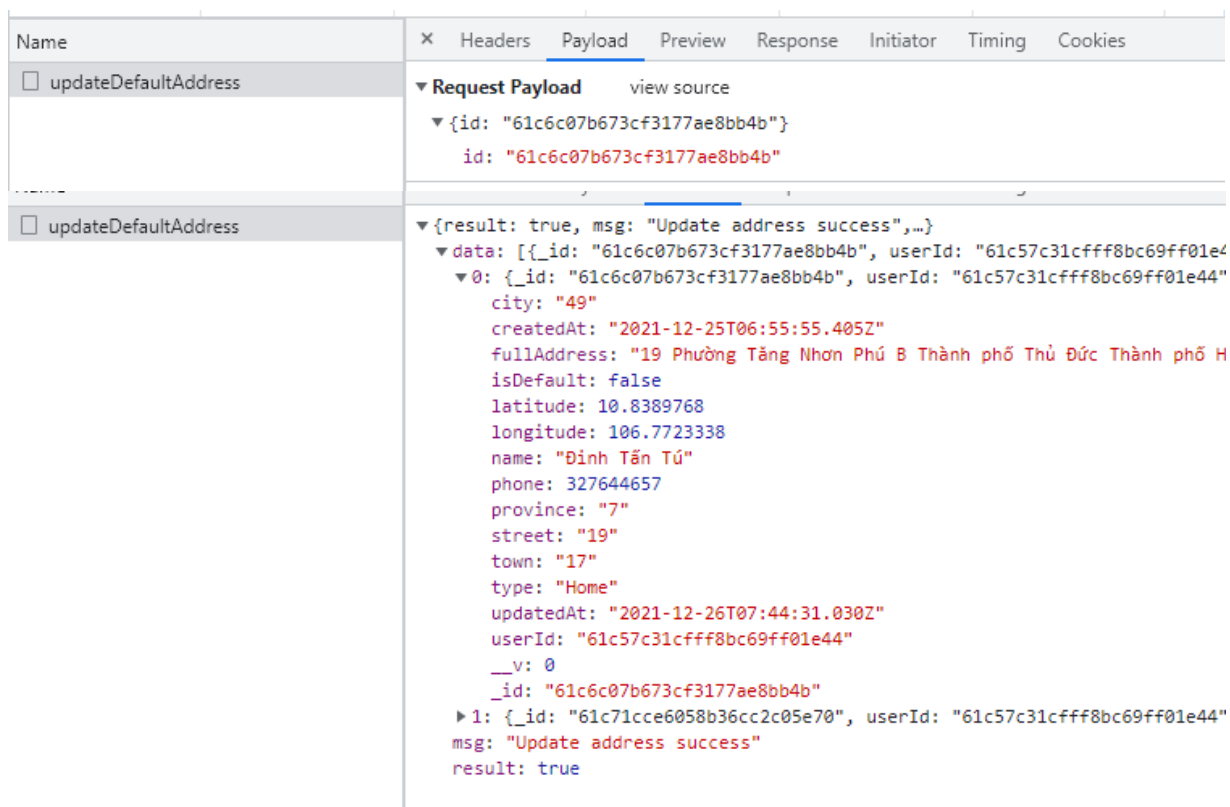 Name
× Headers Payload Preview Response Initiator Timing Cookies
updateDefaultAddress
▼Request Payload view source
▼{id: "61c6c07b673cf3177ae8bb4b"}
id: "61c6c07b673cf3177ae8bb4b"
updateDefaultAddress
▼{result: true, msg: "Update address success",…}
▼data: [{_id: "61c6c07b673cf3177ae8bb4b", userId: "61c57c31cfff8bc69ff01e4
▼0: {_id: "61c6c07b673cf3177ae8bb4b", userId: "61c57c31cfff8bc69ff01e44"
city: "49"
createdAt: "2021-12-25T06:55:55.405Z"
fullAddress: "19 Phường Tăng Nhơn Phú B Thành phố Thủ Đức Thành phố H
isDefault: false
latitude: 10.8389768
longitude: 106.7723338
name: "Đinh Tấn Tú"
phone: 327644657
province: "7"
street: "19"
town: "17"
type: "Home"
updatedAt: "2021-12-26T07:44:31.030Z"
userId: "61c57c31cfff8bc69ff01e44"
__v: 0
_id: "61c6c07b673cf3177ae8bb4b"
▶1: {_id: "61c71cce6058b36cc2c05e70", userId: "61c57c31cfff8bc69ff01e44"
msg: "Update address success"
result: true